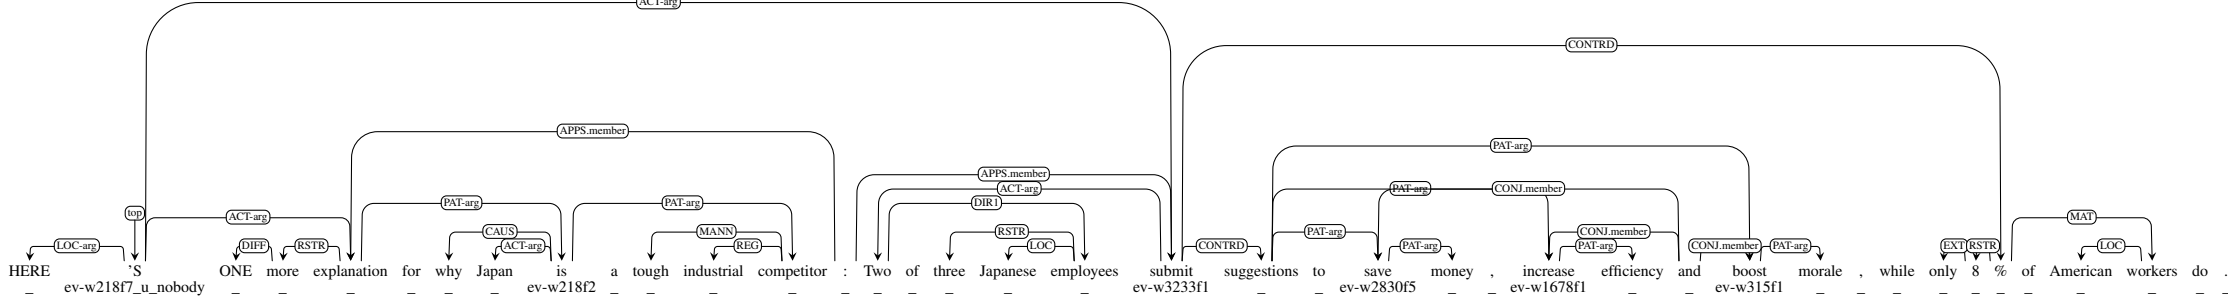 ACT-arg
CONTRD
APPS.member
PAT-arg
APPS.member
ACT-arg PAT-arg CONJ.member
PAT-arg PAT-arg DIR1
top ACT-arg MAT
CAUS MANN RSTR PAT-arg CONJ.member
LOC-arg DIFF RSTR ACT-arg REG LOC CONTRD PAT-arg PAT-arg CONJ.member PAT-arg EXT RSTR LOC
HERE 'S ONE more explanation for why Japan is a tough industrial competitor : Two of three Japanese employees submit suggestions to save money , increase efficiency and boost morale , while only 8 % of American workers do .
_ ev-w218f7_u_nobody _ _ _ _ _ _ ev-w218f2 _ _ _ _ _ _ _ _ _ _ ev-w3233f1 _ _ ev-w2830f5 _ _ ev-w1678f1 _ _ ev-w315f1 _ _ _ _ _ _ _ _ _ _ _